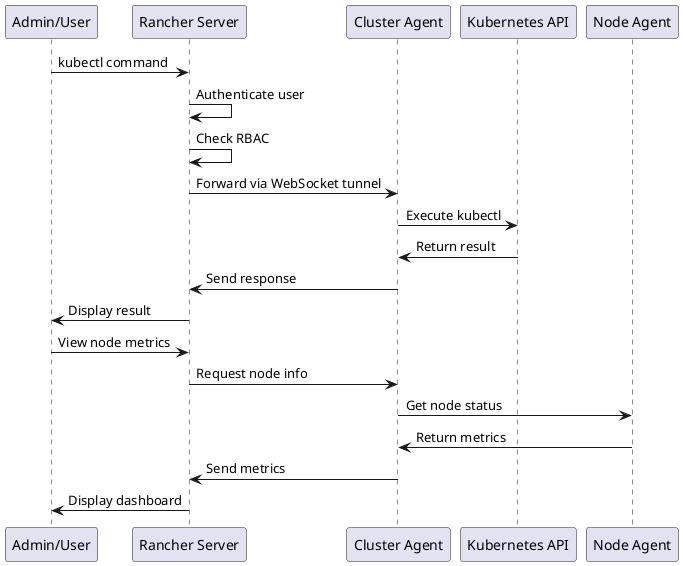 Admin/User Rancher Server Cluster Agent Kubernetes API Node Agent
kubectl command
Authenticate user
Check RBAC
Forward via WebSocket tunnel
Execute kubectl
Return result
Send response
Display result
View node metrics
Request node info
Get node status
Return metrics
Send metrics
Display dashboard
Admin/User Rancher Server Cluster Agent Kubernetes API Node Agent